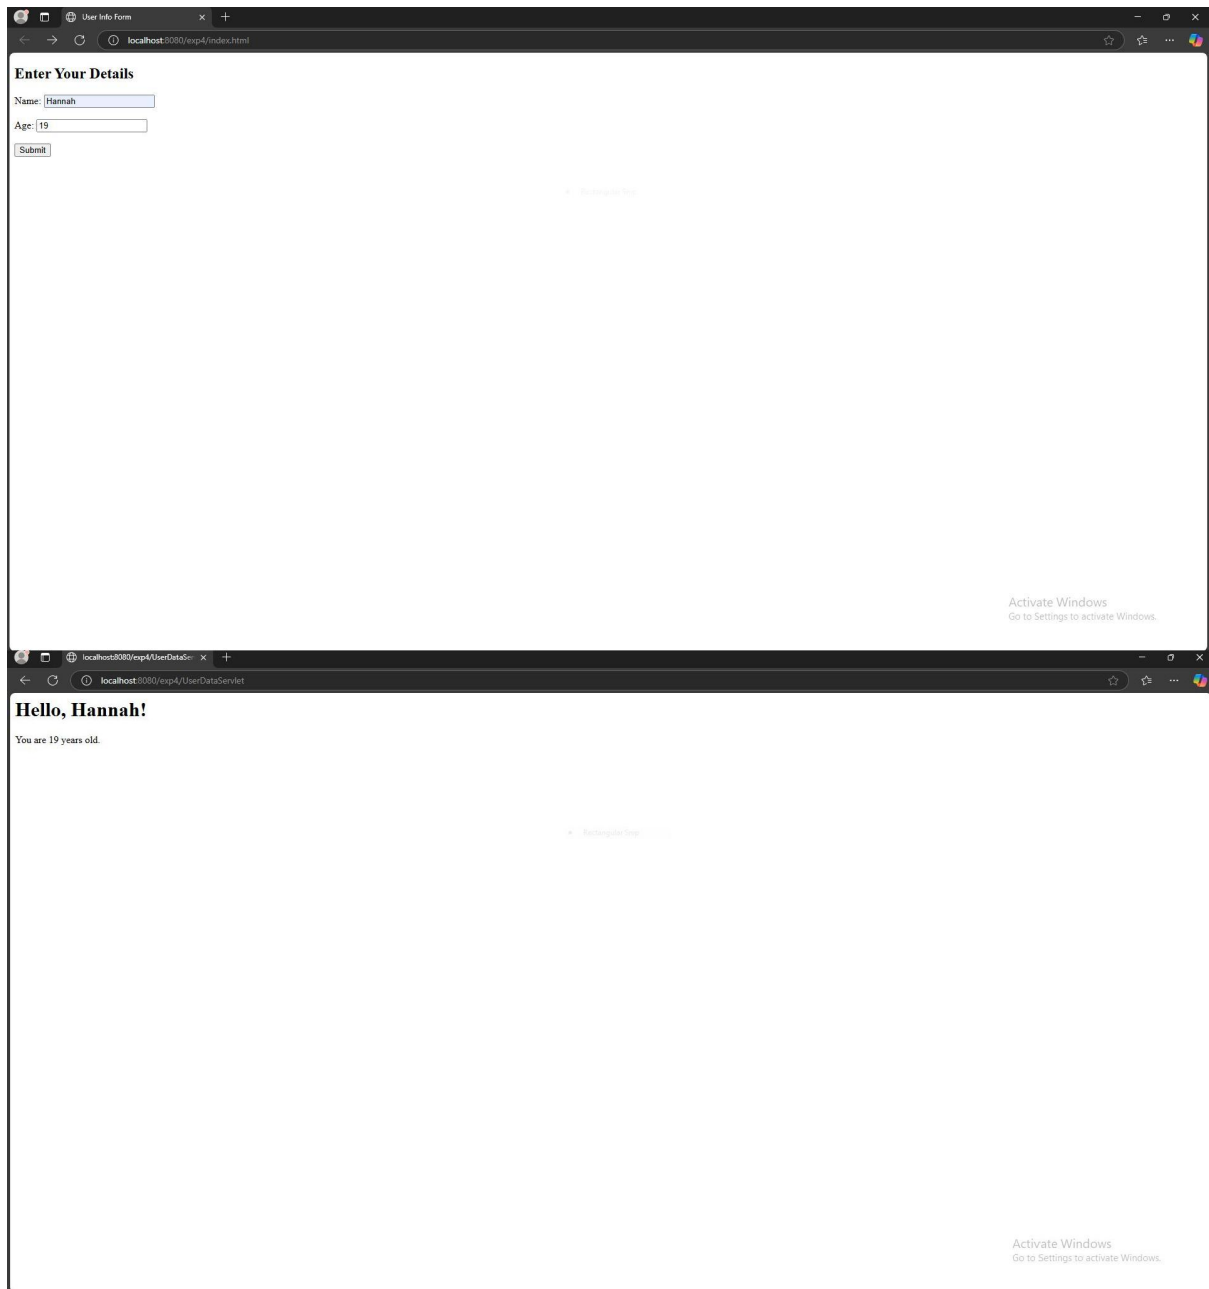 User Info Form
localhost:8080/exp4/index.html
Enter Your Details
Name: Hannah
Age: 19
Submit
Activate Windows
Go to Settings to activate Windows.
localhost:8080/exp4/UserDataSer
localhost:8080/exp4/UserDataServlet
Hello, Hannah!
You are 19 years old.
Activate Windows
Go to Settings to activate Windows.